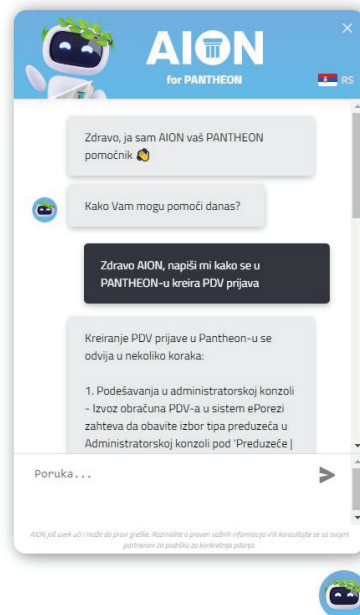 AION
for PANTHEON
RS
Zdravo, ja sam AION vaš PANTHEON
pomoćnik
Kako Vam mogu pomoći danas?
Zdravo AION, napiši mi kako se u
PANTHEON-u kreira PDV prijava
Kreiranje PDV prijave u Pantheon-u se
odvija u nekoliko koraka:
1. Podešavanja u administratorskoj konzoli
- Izvoz obračuna PDV-a u sistem ePorezi
zahteva da obavite izbor tipa preduzeća u
Administratorskoj konzoli pod 'Preduzeće |
Poruka...
AION još uvek uči i može da pravi greške. Razmislite o proveri važnih informacija i/ili konsultujte se sa svojim
partnerom za podršku za konkretnija pitanja.